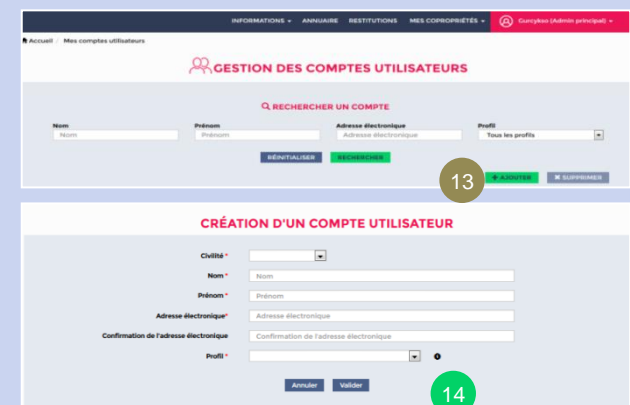 INFORMATIONS ANNUAIRE RESTITUTIONS MES COPROPRIÉTÉS Gurcykoo (Admin principal)
Accueil / Mes comptes utilisateurs
GESTION DES COMPTES UTILISATEURS
RECHERCHER UN COMPTE
Nom Prénom Adresse électronique Profil
Nom Prénom Adresse électronique Tous les profils
RÉINITIALISER RECHERCHER
13 + AJOUTER ✖ SUPPRIMER
CRÉATION D'UN COMPTE UTILISATEUR
Civilité *
Nom * Nom
Prénom * Prénom
Adresse électronique* Adresse électronique
Confirmation de l'adresse électronique Confirmation de l'adresse électronique
Profil *
Annuler Valider
14